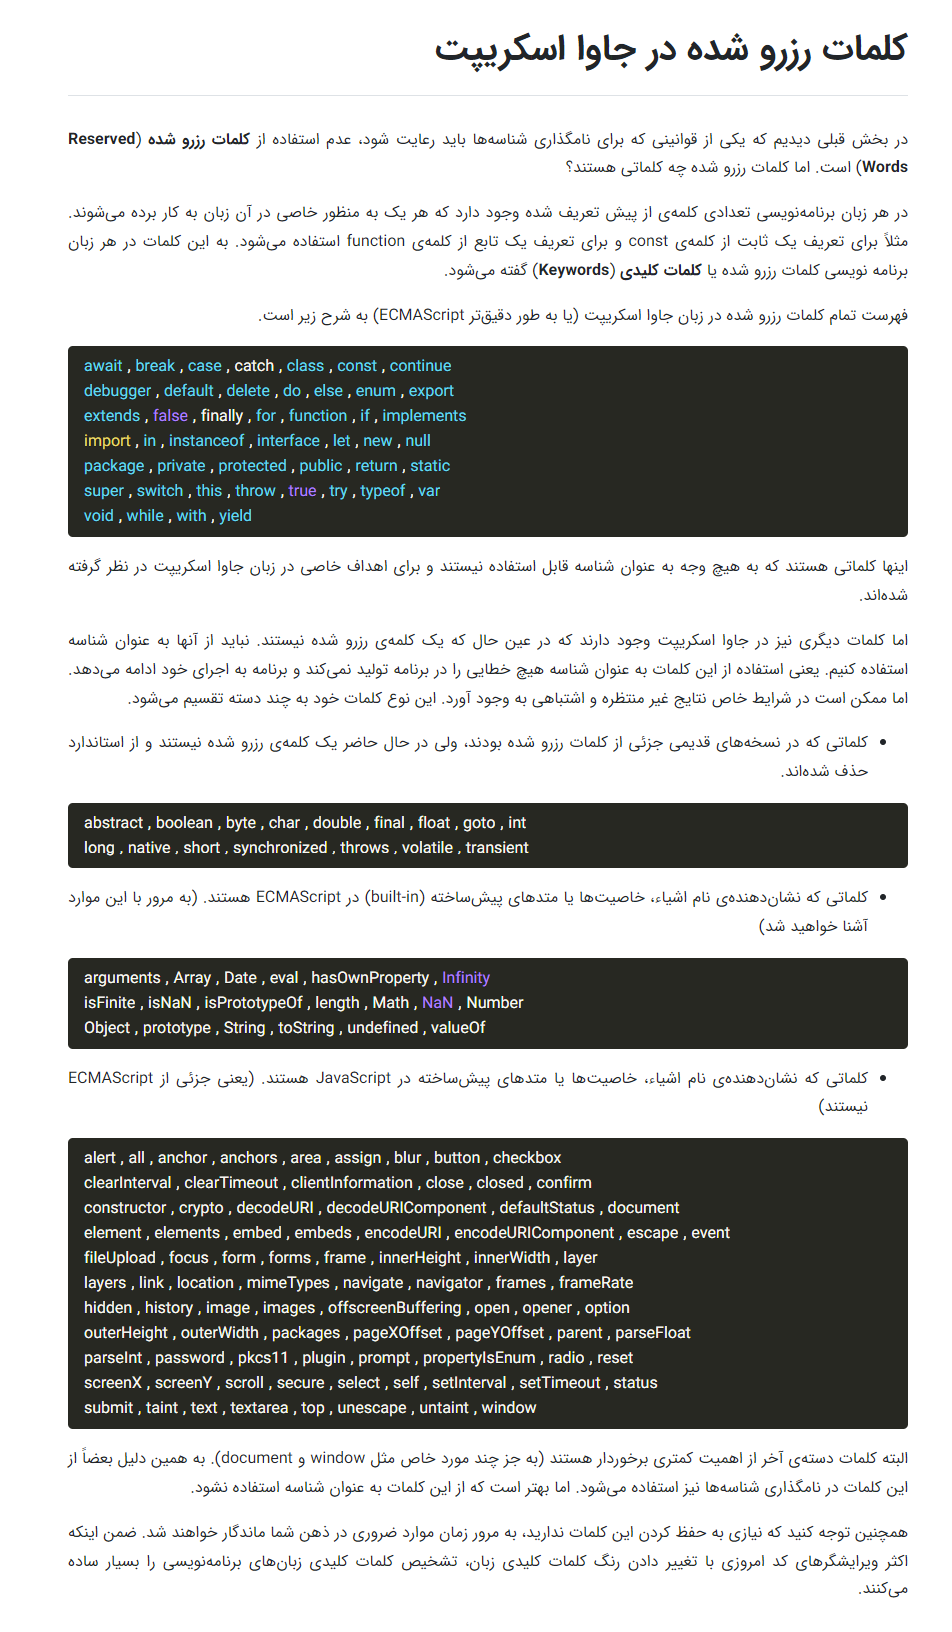 کلمات رزرو شده در جاوا اسکریپت
در بخش قبلی دیدیم که یکی از قوانینی که برای نامگذاری شناسه‌ها باید رعایت شود، عدم استفاده از کلمات رزرو شده (Reserved
Words) است. اما کلمات رزرو شده چه کلماتی هستند؟
در هر زبان برنامه‌نویسی تعدادی کلمه‌ی از پیش تعریف شده وجود دارد که هر یک به منظور خاصی در آن زبان به کار برده می‌شوند.
مثلاً برای تعریف یک ثابت از کلمه‌ی const و برای تعریف یک تابع از کلمه‌ی function استفاده می‌شود. به این کلمات در هر زبان
برنامه نویسی کلمات رزرو شده یا کلمات کلیدی (Keywords) گفته می‌شود.
فهرست تمام کلمات رزرو شده در زبان جاوا اسکریپت (یا به طور دقیق‌تر ECMAScript) به شرح زیر است.
await , break , case , catch , class , const , continue
debugger , default , delete , do , else , enum , export
extends , false , finally , for , function , if , implements
import , in , instanceof , interface , let , new , null
package , private , protected , public , return , static
super , switch , this , throw , true , try , typeof , var
void , while , with , yield
اینها کلماتی هستند که به هیچ وجه به عنوان شناسه قابل استفاده نیستند و برای اهداف خاصی در زبان جاوا اسکریپت در نظر گرفته
شده‌اند.
اما کلمات دیگری نیز در جاوا اسکریپت وجود دارند که در عین حال که یک کلمه‌ی رزرو شده نیستند. نباید از آنها به عنوان شناسه
استفاده کنیم. یعنی استفاده از این کلمات به عنوان شناسه هیچ خطایی را در برنامه تولید نمی‌کند و برنامه به اجرای خود ادامه می‌دهد.
اما ممکن است در شرایط خاص نتایج غیر منتظره و اشتباهی به وجود آورد. این نوع کلمات خود به چند دسته تقسیم می‌شود.
• کلماتی که در نسخه‌های قدیمی جزئی از کلمات رزرو شده بودند، ولی در حال حاضر یک کلمه‌ی رزرو شده نیستند و از استاندارد
حذف شده‌اند.
abstract , boolean , byte , char , double , final , float , goto , int
long , native , short , synchronized , throws , volatile , transient
• کلماتی که نشان‌دهنده‌ی نام اشیاء، خاصیت‌ها یا متدهای پیش‌ساخته (built-in) در ECMAScript هستند. (به مرور با این موارد
آشنا خواهید شد)
arguments , Array , Date , eval , hasOwnProperty , Infinity
isFinite , isNaN , isPrototypeOf , length , Math , NaN , Number
Object , prototype , String , toString , undefined , valueOf
• کلماتی که نشان‌دهنده‌ی نام اشیاء، خاصیت‌ها یا متدهای پیش‌ساخته در JavaScript هستند. (یعنی جزئی از ECMAScript
نیستند)
alert , all , anchor , anchors , area , assign , blur , button , checkbox
clearInterval , clearTimeout , clientInformation , close , closed , confirm
constructor , crypto , decodeURI , decodeURIComponent , defaultStatus , document
element , elements , embed , embeds , encodeURI , encodeURIComponent , escape , event
fileUpload , focus , form , forms , frame , innerHeight , innerWidth , layer
layers , link , location , mimeTypes , navigate , navigator , frames , frameRate
hidden , history , image , images , offscreenBuffering , open , opener , option
outerHeight , outerWidth , packages , pageXOffset , pageYOffset , parent , parseFloat
parseInt , password , pkcs11 , plugin , prompt , propertyIsEnum , radio , reset
screenX , screenY , scroll , secure , select , self , setInterval , setTimeout , status
submit , taint , text , textarea , top , unescape , untaint , window
البته کلمات دسته‌ی آخر از اهمیت کمتری برخوردار هستند (به جز چند مورد خاص مثل window و document). به همین دلیل بعضاً از
این کلمات در نامگذاری شناسه‌ها نیز استفاده می‌شود. اما بهتر است که از این کلمات به عنوان شناسه استفاده نشود.
همچنین توجه کنید که نیازی به حفظ کردن این کلمات ندارید، به مرور زمان موارد ضروری در ذهن شما ماندگار خواهند شد. ضمن اینکه
اکثر ویرایشگرهای کد امروزی با تغییر دادن رنگ کلمات کلیدی زبان، تشخیص کلمات کلیدی زبان‌های برنامه‌نویسی را بسیار ساده
می‌کنند.